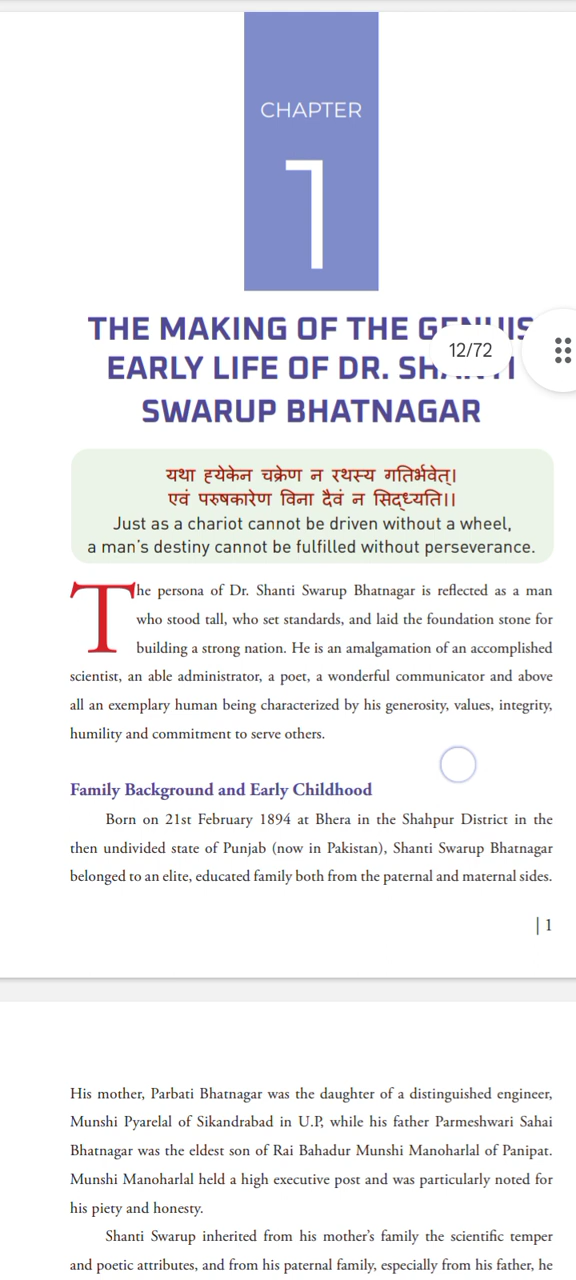 CHAPTER
1
THE MAKING OF THE
EARLY LIFE OF DR.
SWARUP BHATNAGAR
12/72
यथा ह्येकेन चक्रेण न रथस्य गतिर्भवेत्।
एवं परुषकारेण विना दैवं न सिद्ध्यति।।
Just as a chariot cannot be driven without a wheel,
a man's destiny cannot be fulfilled without perseverance.
The persona of Dr. Shanti Swarup Bhatnagar is reflected as a man
who stood tall, who set standards, and laid the foundation stone for
building a strong nation. He is an amalgamation of an accomplished
scientist, an able administrator, a poet, a wonderful communicator and above
all an exemplary human being characterized by his generosity, values, integrity,
humility and commitment to serve others.
Family Background and Early Childhood
Born on 21st February 1894 at Bhera in the Shahpur District in the
then undivided state of Punjab (now in Pakistan), Shanti Swarup Bhatnagar
belonged to an elite, educated family both from the paternal and maternal sides.
| 1
His mother, Parbati Bhatnagar was the daughter of a distinguished engineer,
Munshi Pyarelal of Sikandrabad in U.P, while his father Parmeshwari Sahai
Bhatnagar was the eldest son of Rai Bahadur Munshi Manoharlal of Panipat.
Munshi Manoharlal held a high executive post and was particularly noted for
his piety and honesty.
Shanti Swarup inherited from his mother's family the scientific temper
and poetic attributes, and from his paternal family, especially from his father, he